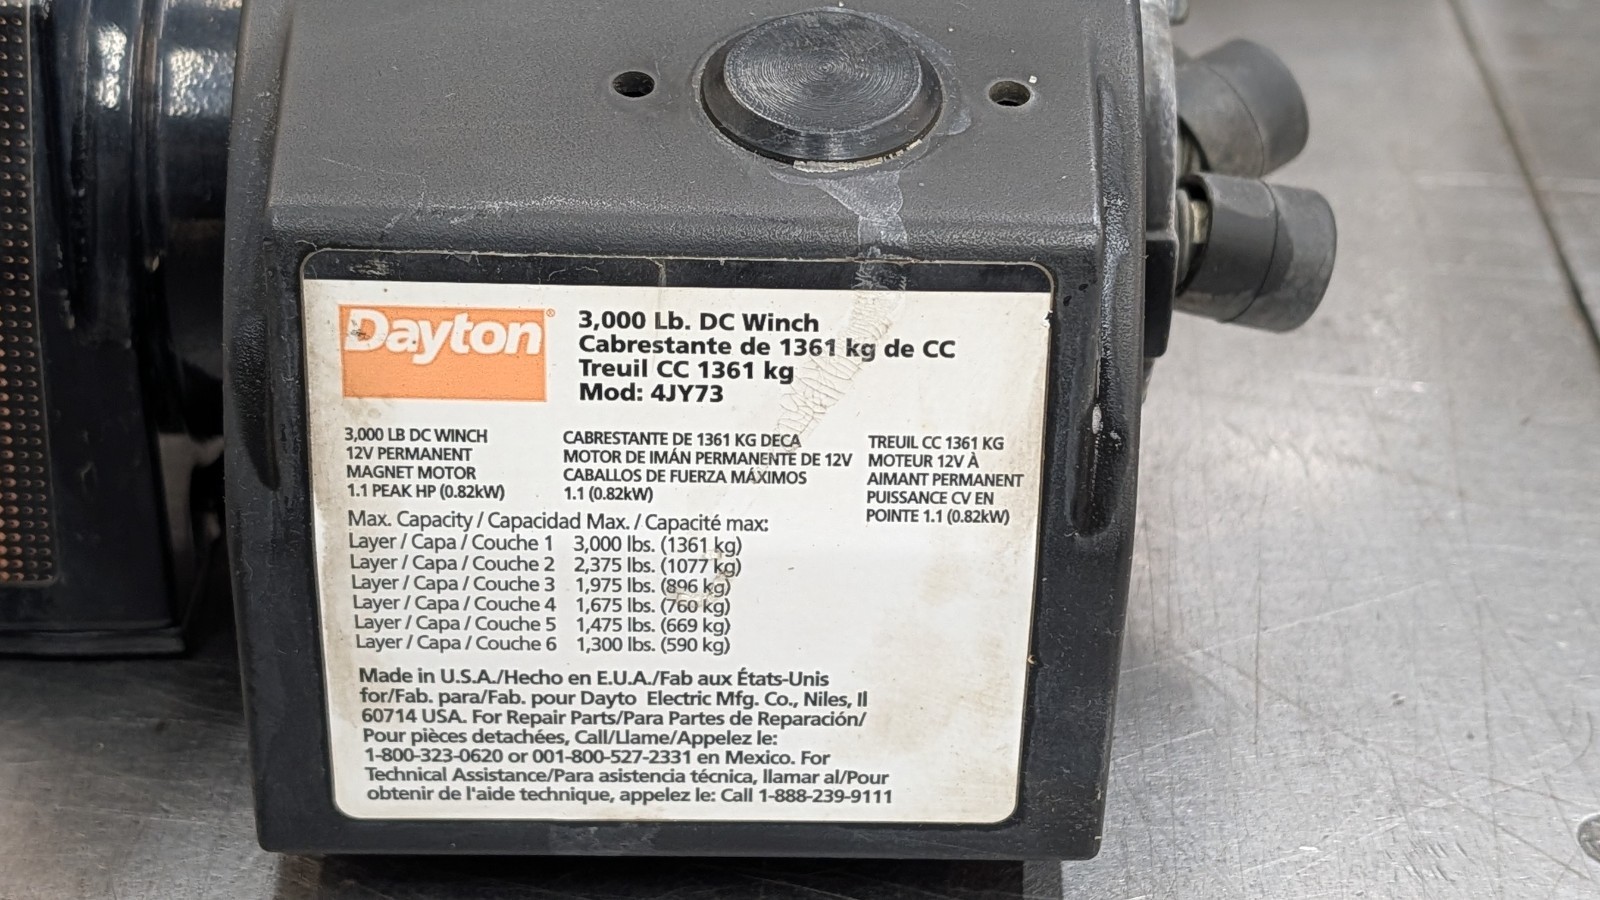 Dayton®
3,000 Lb. DC Winch
Cabrestante de 1361 kg de CC
Treuil CC 1361 kg
Mod: 4JY73
3,000 LB DC WINCH
12V PERMANENT
MAGNET MOTOR
1.1 PEAK HP (0.82kW)
CABRESTANTE DE 1361 KG DECA
MOTOR DE IMÁN PERMANENTE DE 12V
CABALLOS DE FUERZA MÁXIMOS
1.1 (0.82kW)
TREUIL CC 1361 KG
MOTEUR 12V À
AIMANT PERMANENT
PUISSANCE CV EN
POINTE 1.1 (0.82kW)
Max. Capacity / Capacidad Max. / Capacité max:
Layer / Capa / Couche 1 3,000 lbs. (1361 kg)
Layer / Capa / Couche 2 2,375 lbs. (1077 kg)
Layer / Capa / Couche 3 1,975 lbs. (896 kg)
Layer / Capa / Couche 4 1,675 lbs. (760 kg)
Layer / Capa / Couche 5 1,475 lbs. (669 kg)
Layer / Capa / Couche 6 1,300 lbs. (590 kg)
Made in U.S.A./Hecho en E.U.A./Fab aux États-Unis
for/Fab. para/Fab. pour Dayto Electric Mfg. Co., Niles, Il
60714 USA. For Repair Parts/Para Partes de Reparación/
Pour pièces detachées, Call/Llame/Appelez le:
1-800-323-0620 or 001-800-527-2331 en Mexico. For
Technical Assistance/Para asistencia técnica, llamar al/Pour
obtenir de l'aide technique, appelez le: Call 1-888-239-9111